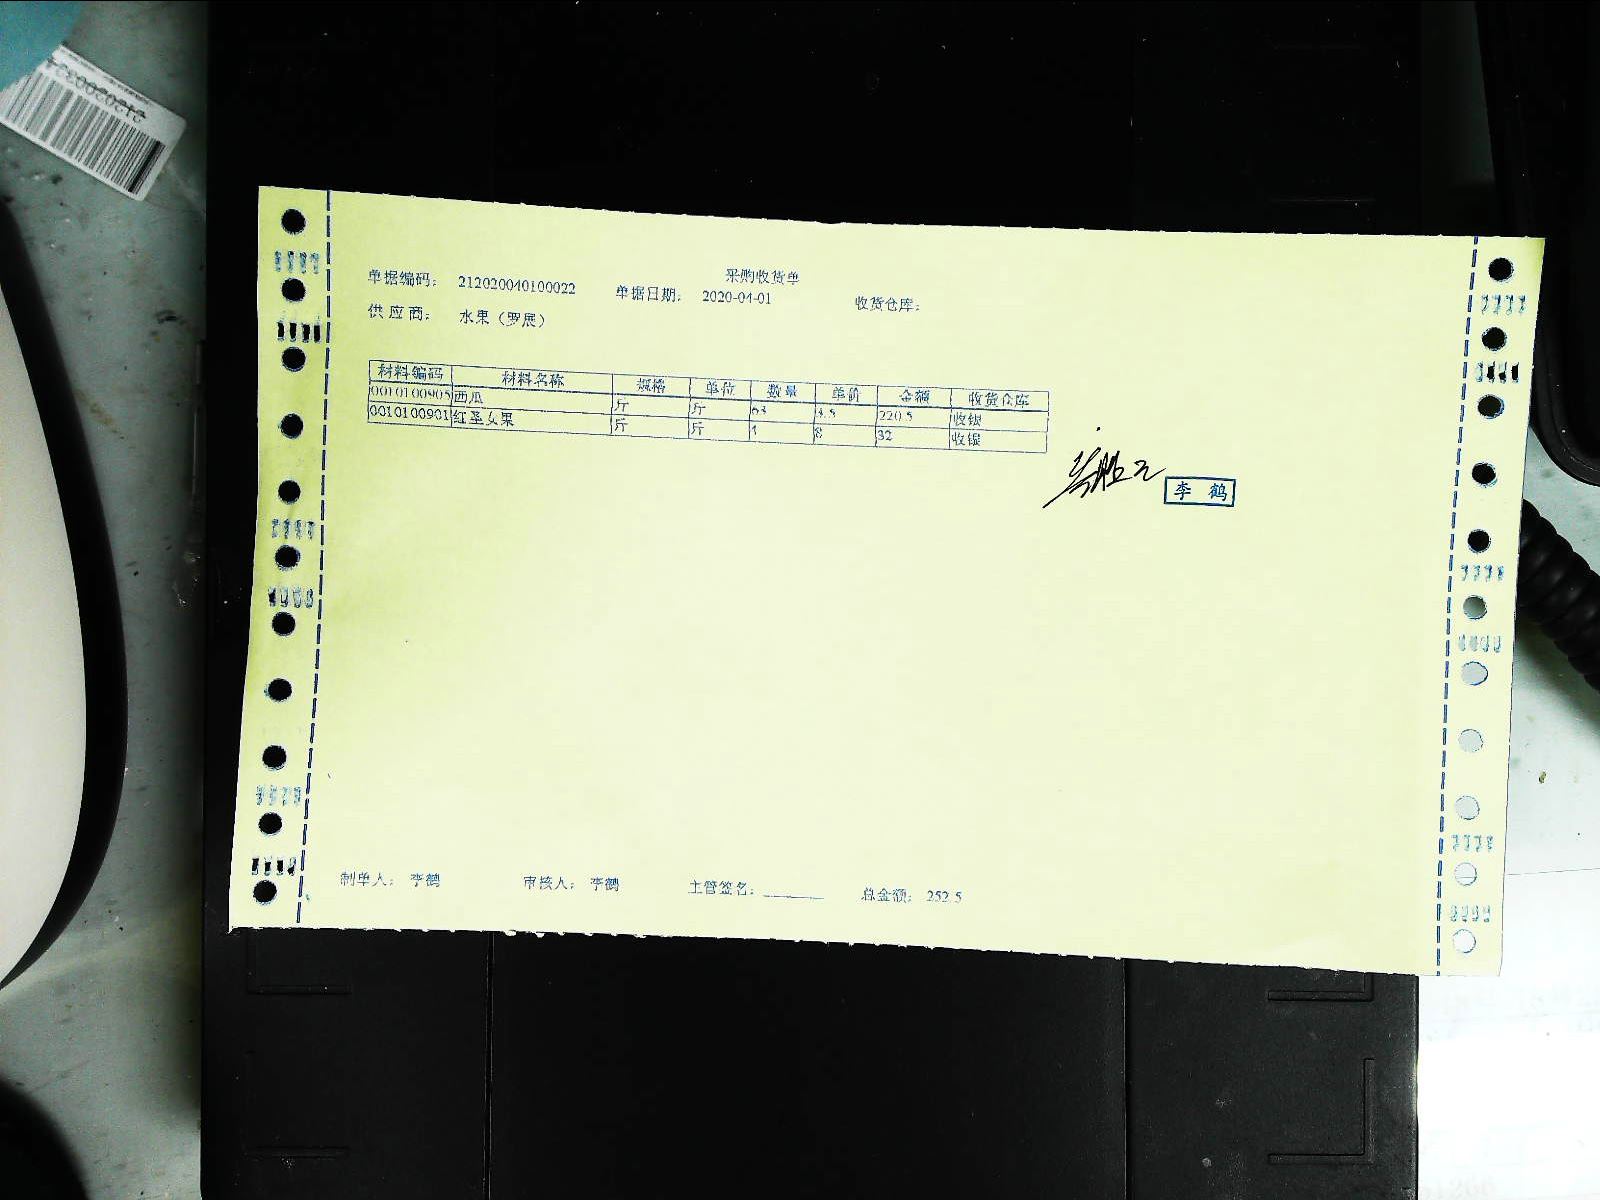 采购收货单
单据编码： 212020040100022 单据日期： 2020-04-01 收货仓库：
供应商： 水果（罗展）
材料编码 材料名称 规格 单位 数量 单价 金额 收货仓库
0010100905 西瓜 斤 斤 63 3.5 220.5 收银
0010100901 红圣女果 斤 斤 4 8 32 收银
李鹤
制单人： 李鹤 审核人： 李鹤 主管签名：______ 总金额： 252.5